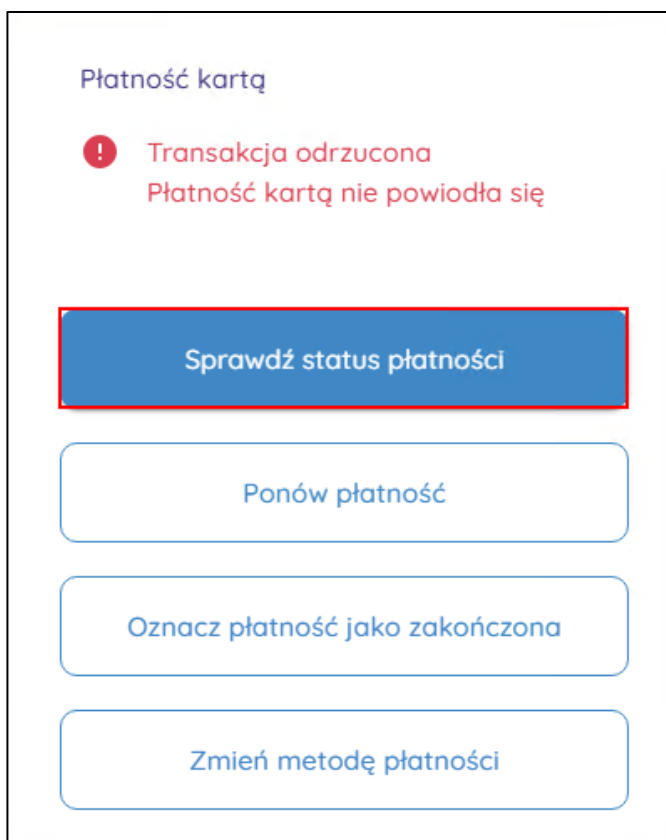 Płatność kartą
Transakcja odrzucona
Płatność kartą nie powiodła się
Sprawdź status płatności
Ponów płatność
Oznacz płatność jako zakończona
Zmień metodę płatności